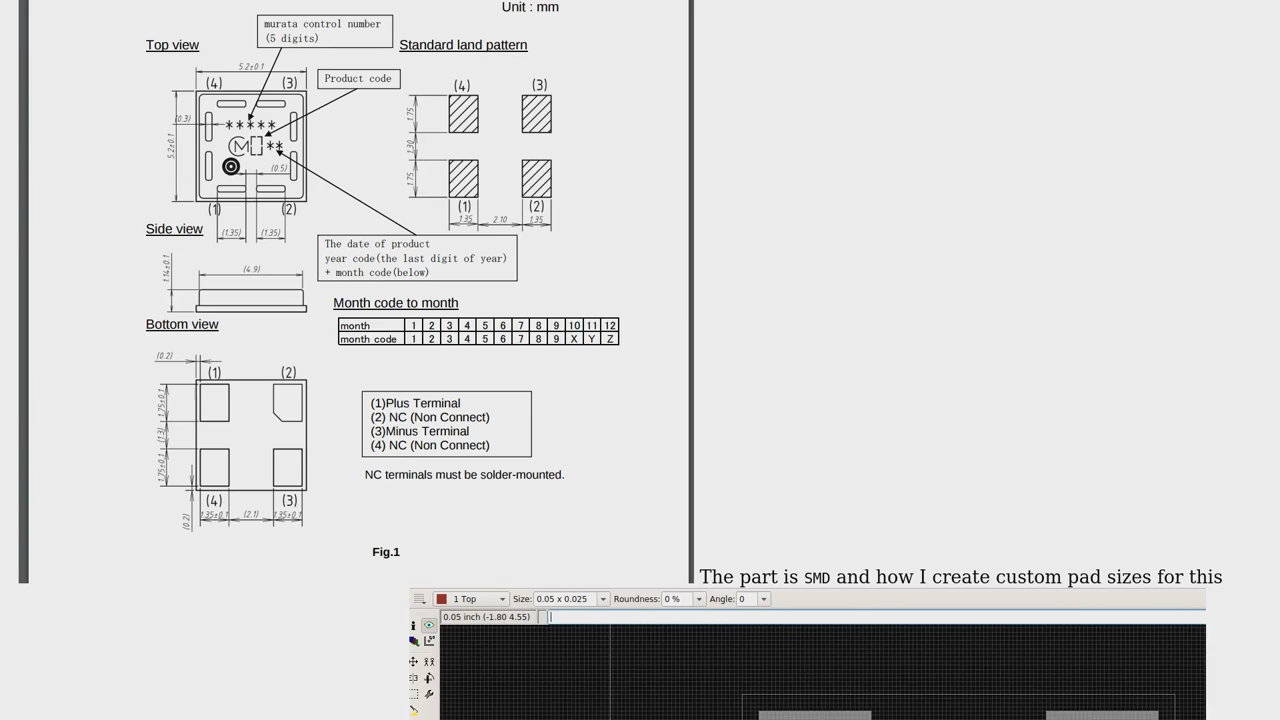 Unit : mm
murata control number
(5 digits)
Top view
Standard land pattern
5.2±0.1
Product code
(4)
(3)
(4)
(3)
(0.3)
1.75
5.2±0.1
1.30
(0.5)
1.75
(1)
(2)
(1)
(2)
1.35
2.10
1.35
Side view
(1.35)
(1.35)
The date of product
year code(the last digit of year)
+ month code(below)
1.14±0.1
(4.9)
Month code to month
Bottom view
month 1 2 3 4 5 6 7 8 9 10 11 12
month code 1 2 3 4 5 6 7 8 9 X Y Z
(0.2)
(1)
(2)
1.75±0.1
(1.3)
1.75±0.1
(1)Plus Terminal
(2) NC (Non Connect)
(3)Minus Terminal
(4) NC (Non Connect)
NC terminals must be solder-mounted.
(4)
(3)
(0.2)
1.35±0.1
(2.1)
1.35±0.1
Fig.1
The part is SMD and how I create custom pad sizes for this
1 Top Size: 0.05 x 0.025 Roundness: 0 % Angle: 0
0.05 inch (-1.80 4.55)